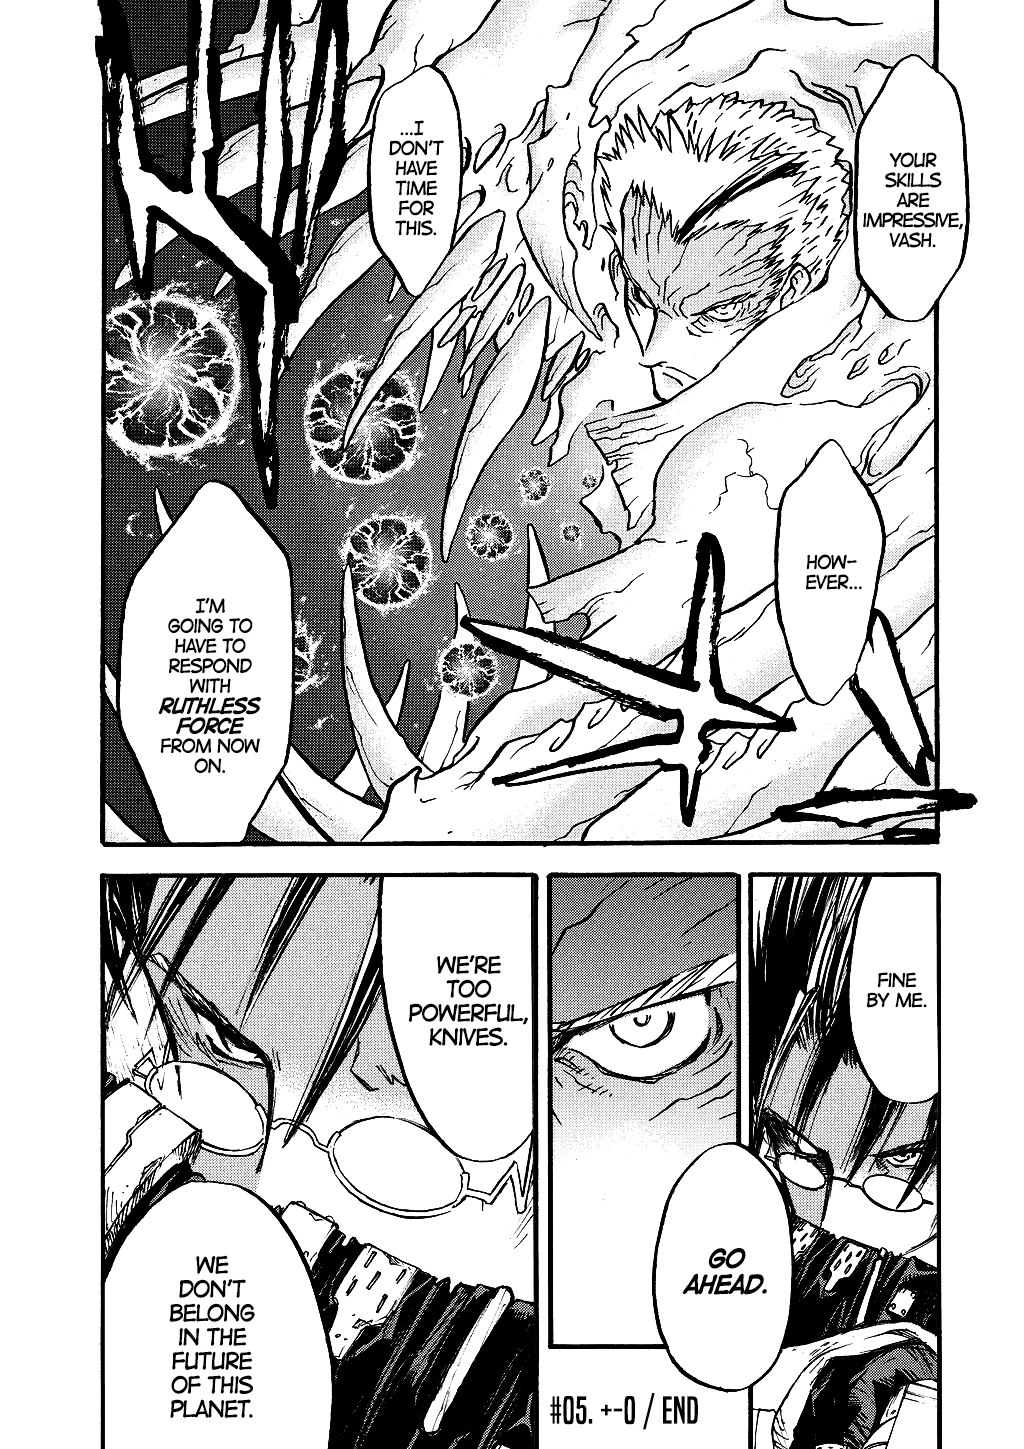 YOUR
SKILLS
ARE
IMPRESSIVE,
VASH.
HOW-
EVER...
...I
DON'T
HAVE
TIME
FOR
THIS.
I'M
GOING TO
HAVE TO
RESPOND
WITH
RUTHLESS
FORCE
FROM NOW
ON.
FINE
BY ME.
GO
AHEAD.
WE'RE
TOO
POWERFUL,
KNIVES.
WE
DON'T
BELONG
IN THE
FUTURE
OF THIS
PLANET.
#05. +-0 / END